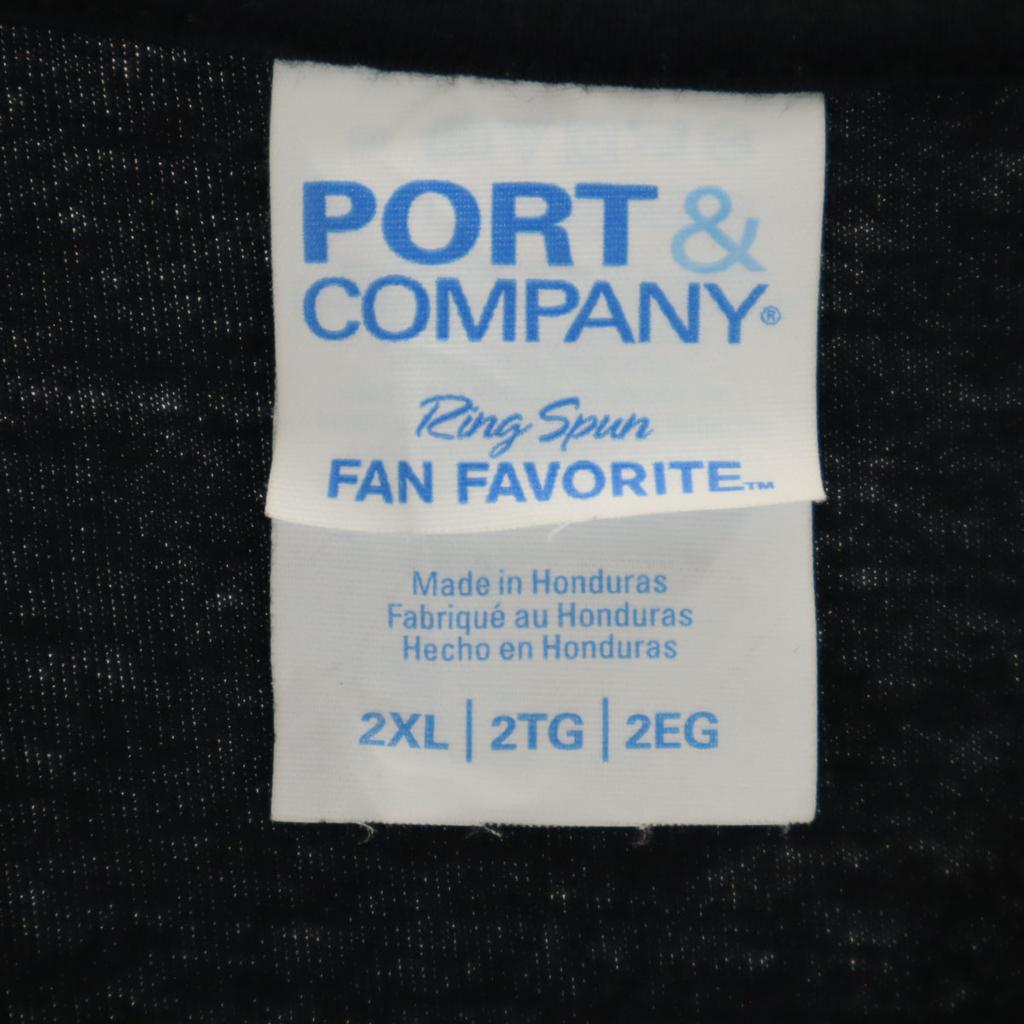 PORT &
COMPANY®
Ring Spun
FAN FAVORITE™
Made in Honduras
Fabriqué au Honduras
Hecho en Honduras
2XL | 2TG | 2EG